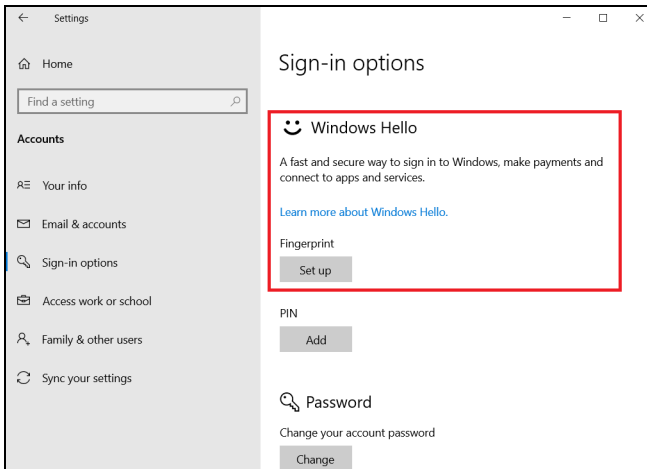 Settings
Home
Find a setting
Accounts
Your info
Email & accounts
Sign-in options
Access work or school
Family & other users
Sync your settings
Sign-in options
Windows Hello
A fast and secure way to sign in to Windows, make payments and
connect to apps and services.
Learn more about Windows Hello.
Fingerprint
Set up
PIN
Add
Password
Change your account password
Change